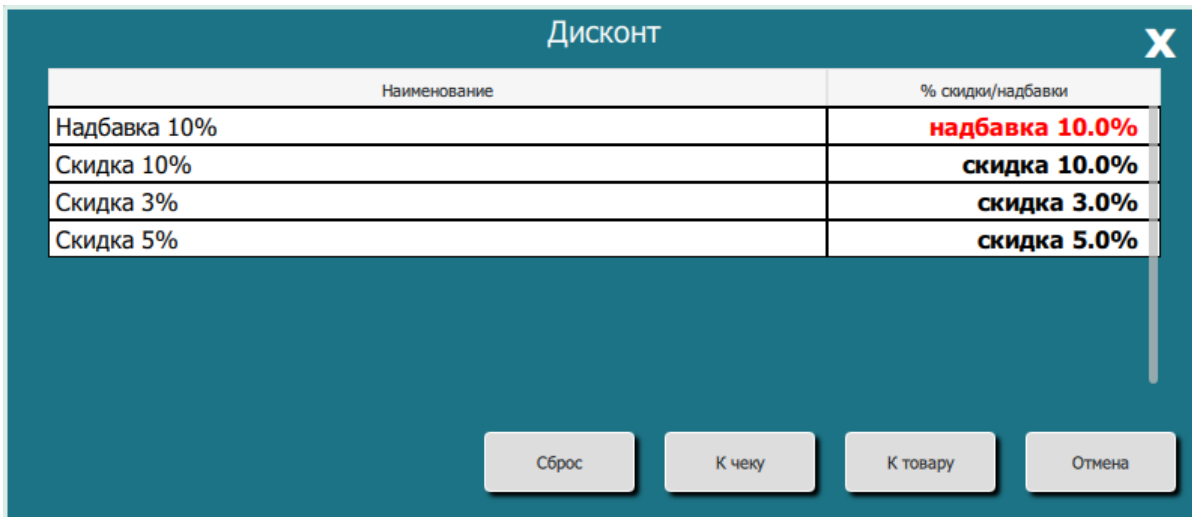 Дисконт
X
Наименование % скидки/надбавки
Надбавка 10% надбавка 10.0%
Скидка 10% скидка 10.0%
Скидка 3% скидка 3.0%
Скидка 5% скидка 5.0%
Сброс К чеку К товару Отмена